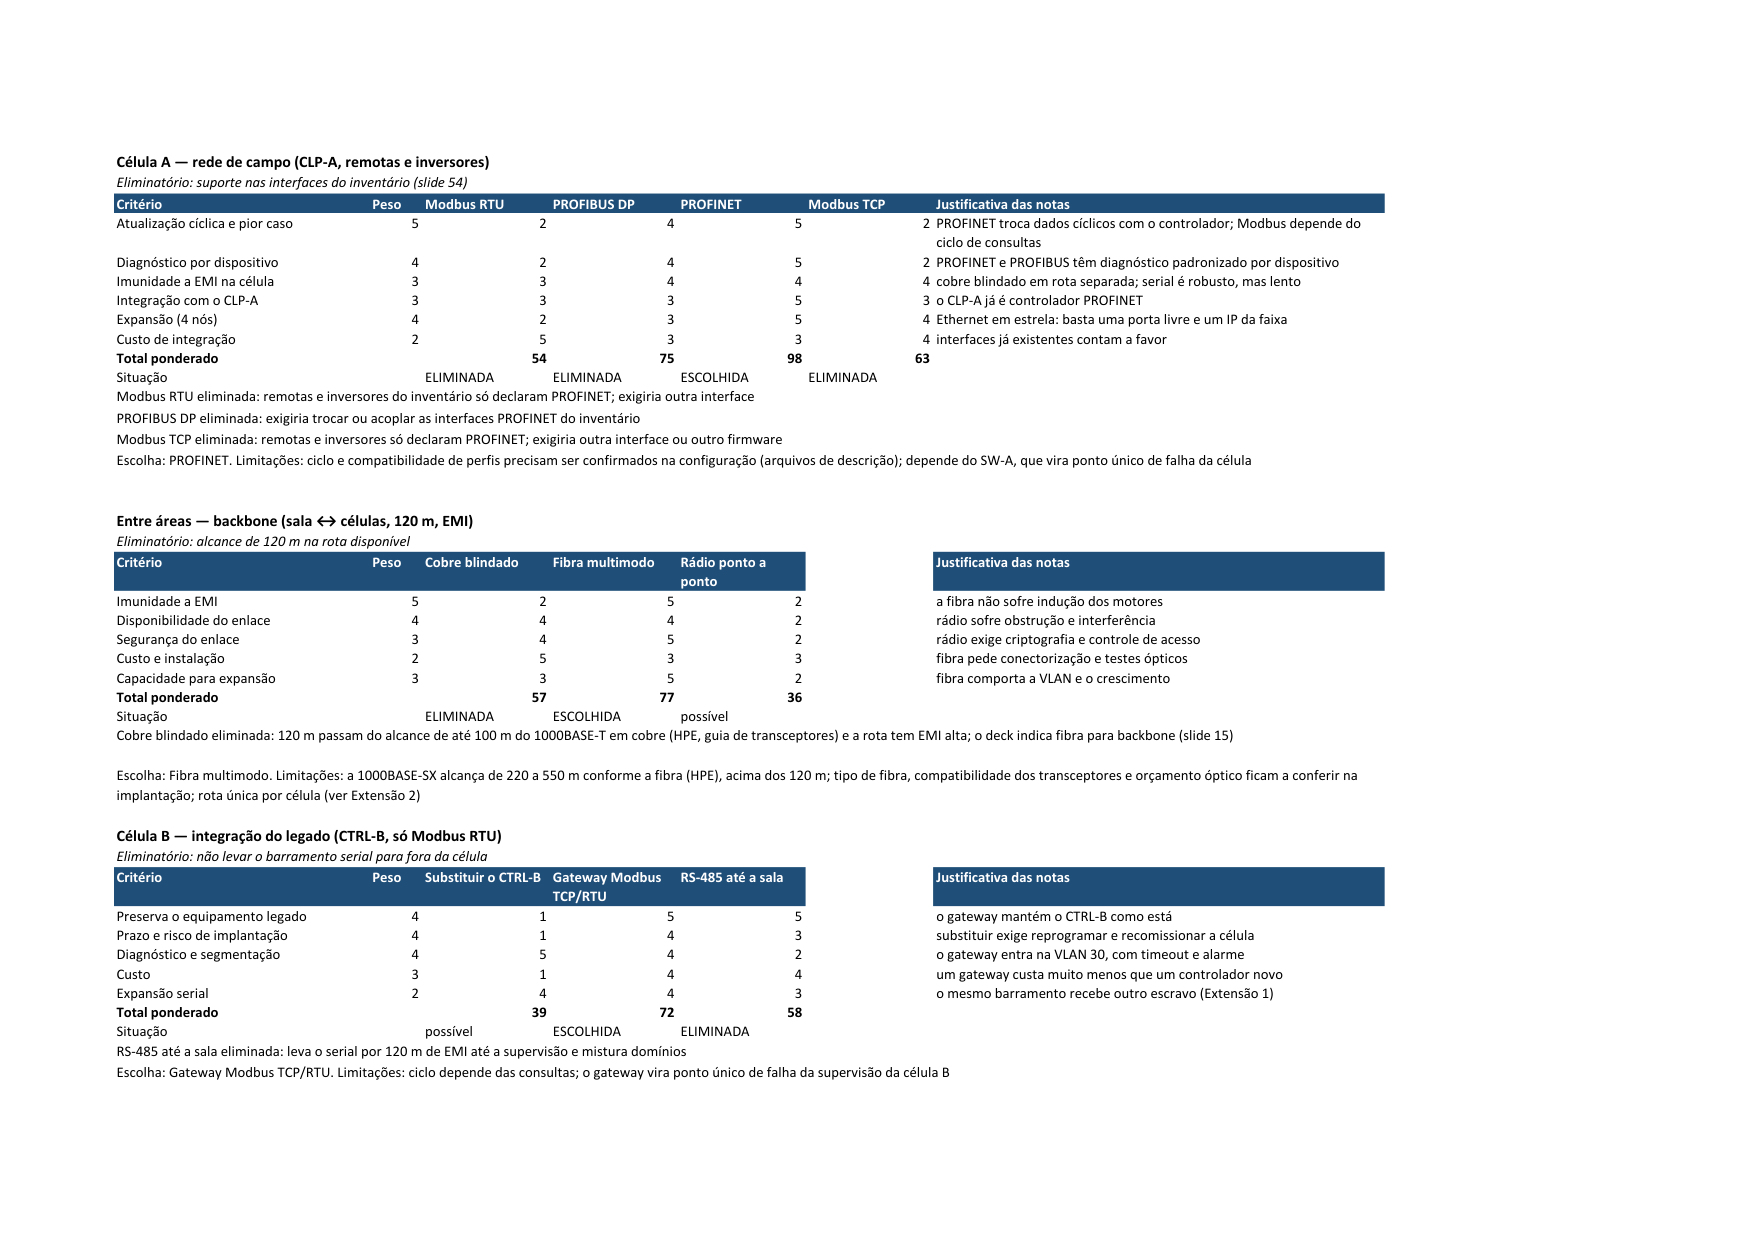 Célula A — rede de campo (CLP-A, remotas e inversores)
Eliminatório: suporte nas interfaces do inventário (slide 54)
Critério Peso Modbus RTU PROFIBUS DP PROFINET Modbus TCP Justificativa das notas
Atualização cíclica e pior caso 5 2 4 5 2 PROFINET troca dados cíclicos com o controlador; Modbus depende do
ciclo de consultas
Diagnóstico por dispositivo 4 2 4 5 2 PROFINET e PROFIBUS têm diagnóstico padronizado por dispositivo
Imunidade a EMI na célula 3 3 4 4 4 cobre blindado em rota separada; serial é robusto, mas lento
Integração com o CLP-A 3 3 3 5 3 o CLP-A já é controlador PROFINET
Expansão (4 nós) 4 2 3 5 4 Ethernet em estrela: basta uma porta livre e um IP da faixa
Custo de integração 2 5 3 3 4 interfaces já existentes contam a favor
Total ponderado 54 75 98 63
Situação ELIMINADA ELIMINADA ESCOLHIDA ELIMINADA
Modbus RTU eliminada: remotas e inversores do inventário só declaram PROFINET; exigiria outra interface
PROFIBUS DP eliminada: exigiria trocar ou acoplar as interfaces PROFINET do inventário
Modbus TCP eliminada: remotas e inversores só declaram PROFINET; exigiria outra interface ou outro firmware
Escolha: PROFINET. Limitações: ciclo e compatibilidade de perfis precisam ser confirmados na configuração (arquivos de descrição); depende do SW-A, que vira ponto único de falha da célula
Entre áreas — backbone (sala ↔ células, 120 m, EMI)
Eliminatório: alcance de 120 m na rota disponível
Critério Peso Cobre blindado Fibra multimodo Rádio ponto a Justificativa das notas
ponto
Imunidade a EMI 5 2 5 2 a fibra não sofre indução dos motores
Disponibilidade do enlace 4 4 4 2 rádio sofre obstrução e interferência
Segurança do enlace 3 4 5 2 rádio exige criptografia e controle de acesso
Custo e instalação 2 5 3 3 fibra pede conectorização e testes ópticos
Capacidade para expansão 3 3 5 2 fibra comporta a VLAN e o crescimento
Total ponderado 57 77 36
Situação ELIMINADA ESCOLHIDA possível
Cobre blindado eliminada: 120 m passam do alcance de até 100 m do 1000BASE-T em cobre (HPE, guia de transceptores) e a rota tem EMI alta; o deck indica fibra para backbone (slide 15)
Escolha: Fibra multimodo. Limitações: a 1000BASE-SX alcança de 220 a 550 m conforme a fibra (HPE), acima dos 120 m; tipo de fibra, compatibilidade dos transceptores e orçamento óptico ficam a conferir na
implantação; rota única por célula (ver Extensão 2)
Célula B — integração do legado (CTRL-B, só Modbus RTU)
Eliminatório: não levar o barramento serial para fora da célula
Critério Peso Substituir o CTRL-B Gateway Modbus RS-485 até a sala Justificativa das notas
TCP/RTU
Preserva o equipamento legado 4 1 5 5 o gateway mantém o CTRL-B como está
Prazo e risco de implantação 4 1 4 3 substituir exige reprogramar e recomissionar a célula
Diagnóstico e segmentação 4 5 4 2 o gateway entra na VLAN 30, com timeout e alarme
Custo 3 1 4 4 um gateway custa muito menos que um controlador novo
Expansão serial 2 4 4 3 o mesmo barramento recebe outro escravo (Extensão 1)
Total ponderado 39 72 58
Situação possível ESCOLHIDA ELIMINADA
RS-485 até a sala eliminada: leva o serial por 120 m de EMI até a supervisão e mistura domínios
Escolha: Gateway Modbus TCP/RTU. Limitações: ciclo depende das consultas; o gateway vira ponto único de falha da supervisão da célula B